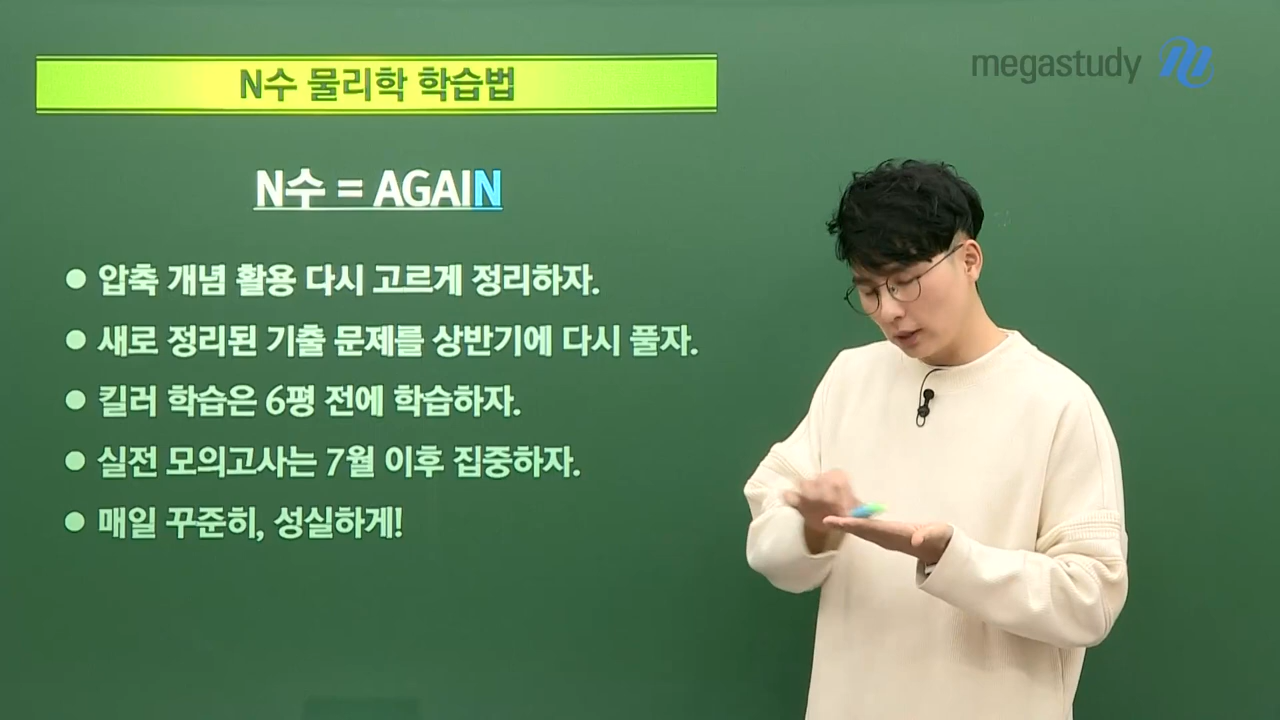 N수 물리학 학습법
megastudy
N수 = AGAIN
● 압축 개념 활용 다시 고르게 정리하자.
● 새로 정리된 기출 문제를 상반기에 다시 풀자.
● 킬러 학습은 6평 전에 학습하자.
● 실전 모의고사는 7월 이후 집중하자.
● 매일 꾸준히, 성실하게!